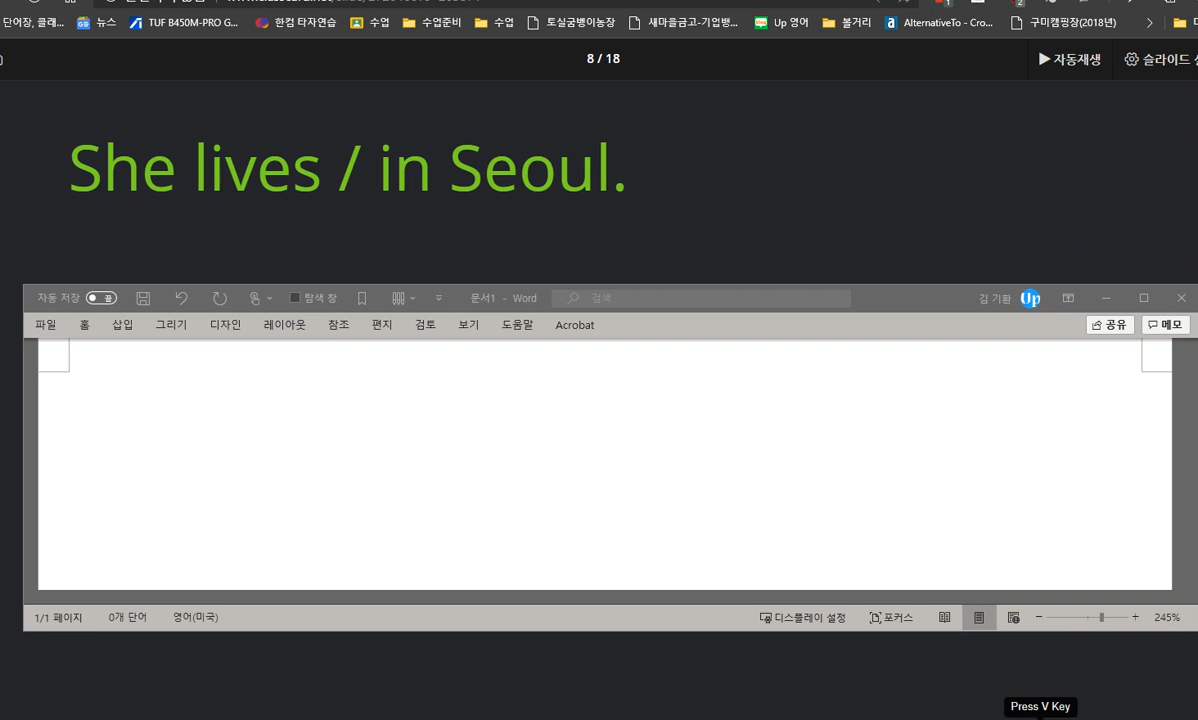 단어장, 클래... 뉴스 TUF B450M-PRO G... 한컴 타자연습 수업 수업준비 수업 토실굼뱅이농장 새마을금고-기업뱅... Up 영어 볼거리 AlternativeTo - Cro... 구미캠핑장(2018년)
8 / 18
자동재생 슬라이드
She lives / in Seoul.
자동 저장 끔 탐색 창 문서1 - Word 검색 김 기환 Up
파일 홈 삽입 그리기 디자인 레이아웃 참조 편지 검토 보기 도움말 Acrobat 공유 메모
1/1 페이지 0개 단어 영어(미국) 디스플레이 설정 포커스 245%
Press V Key